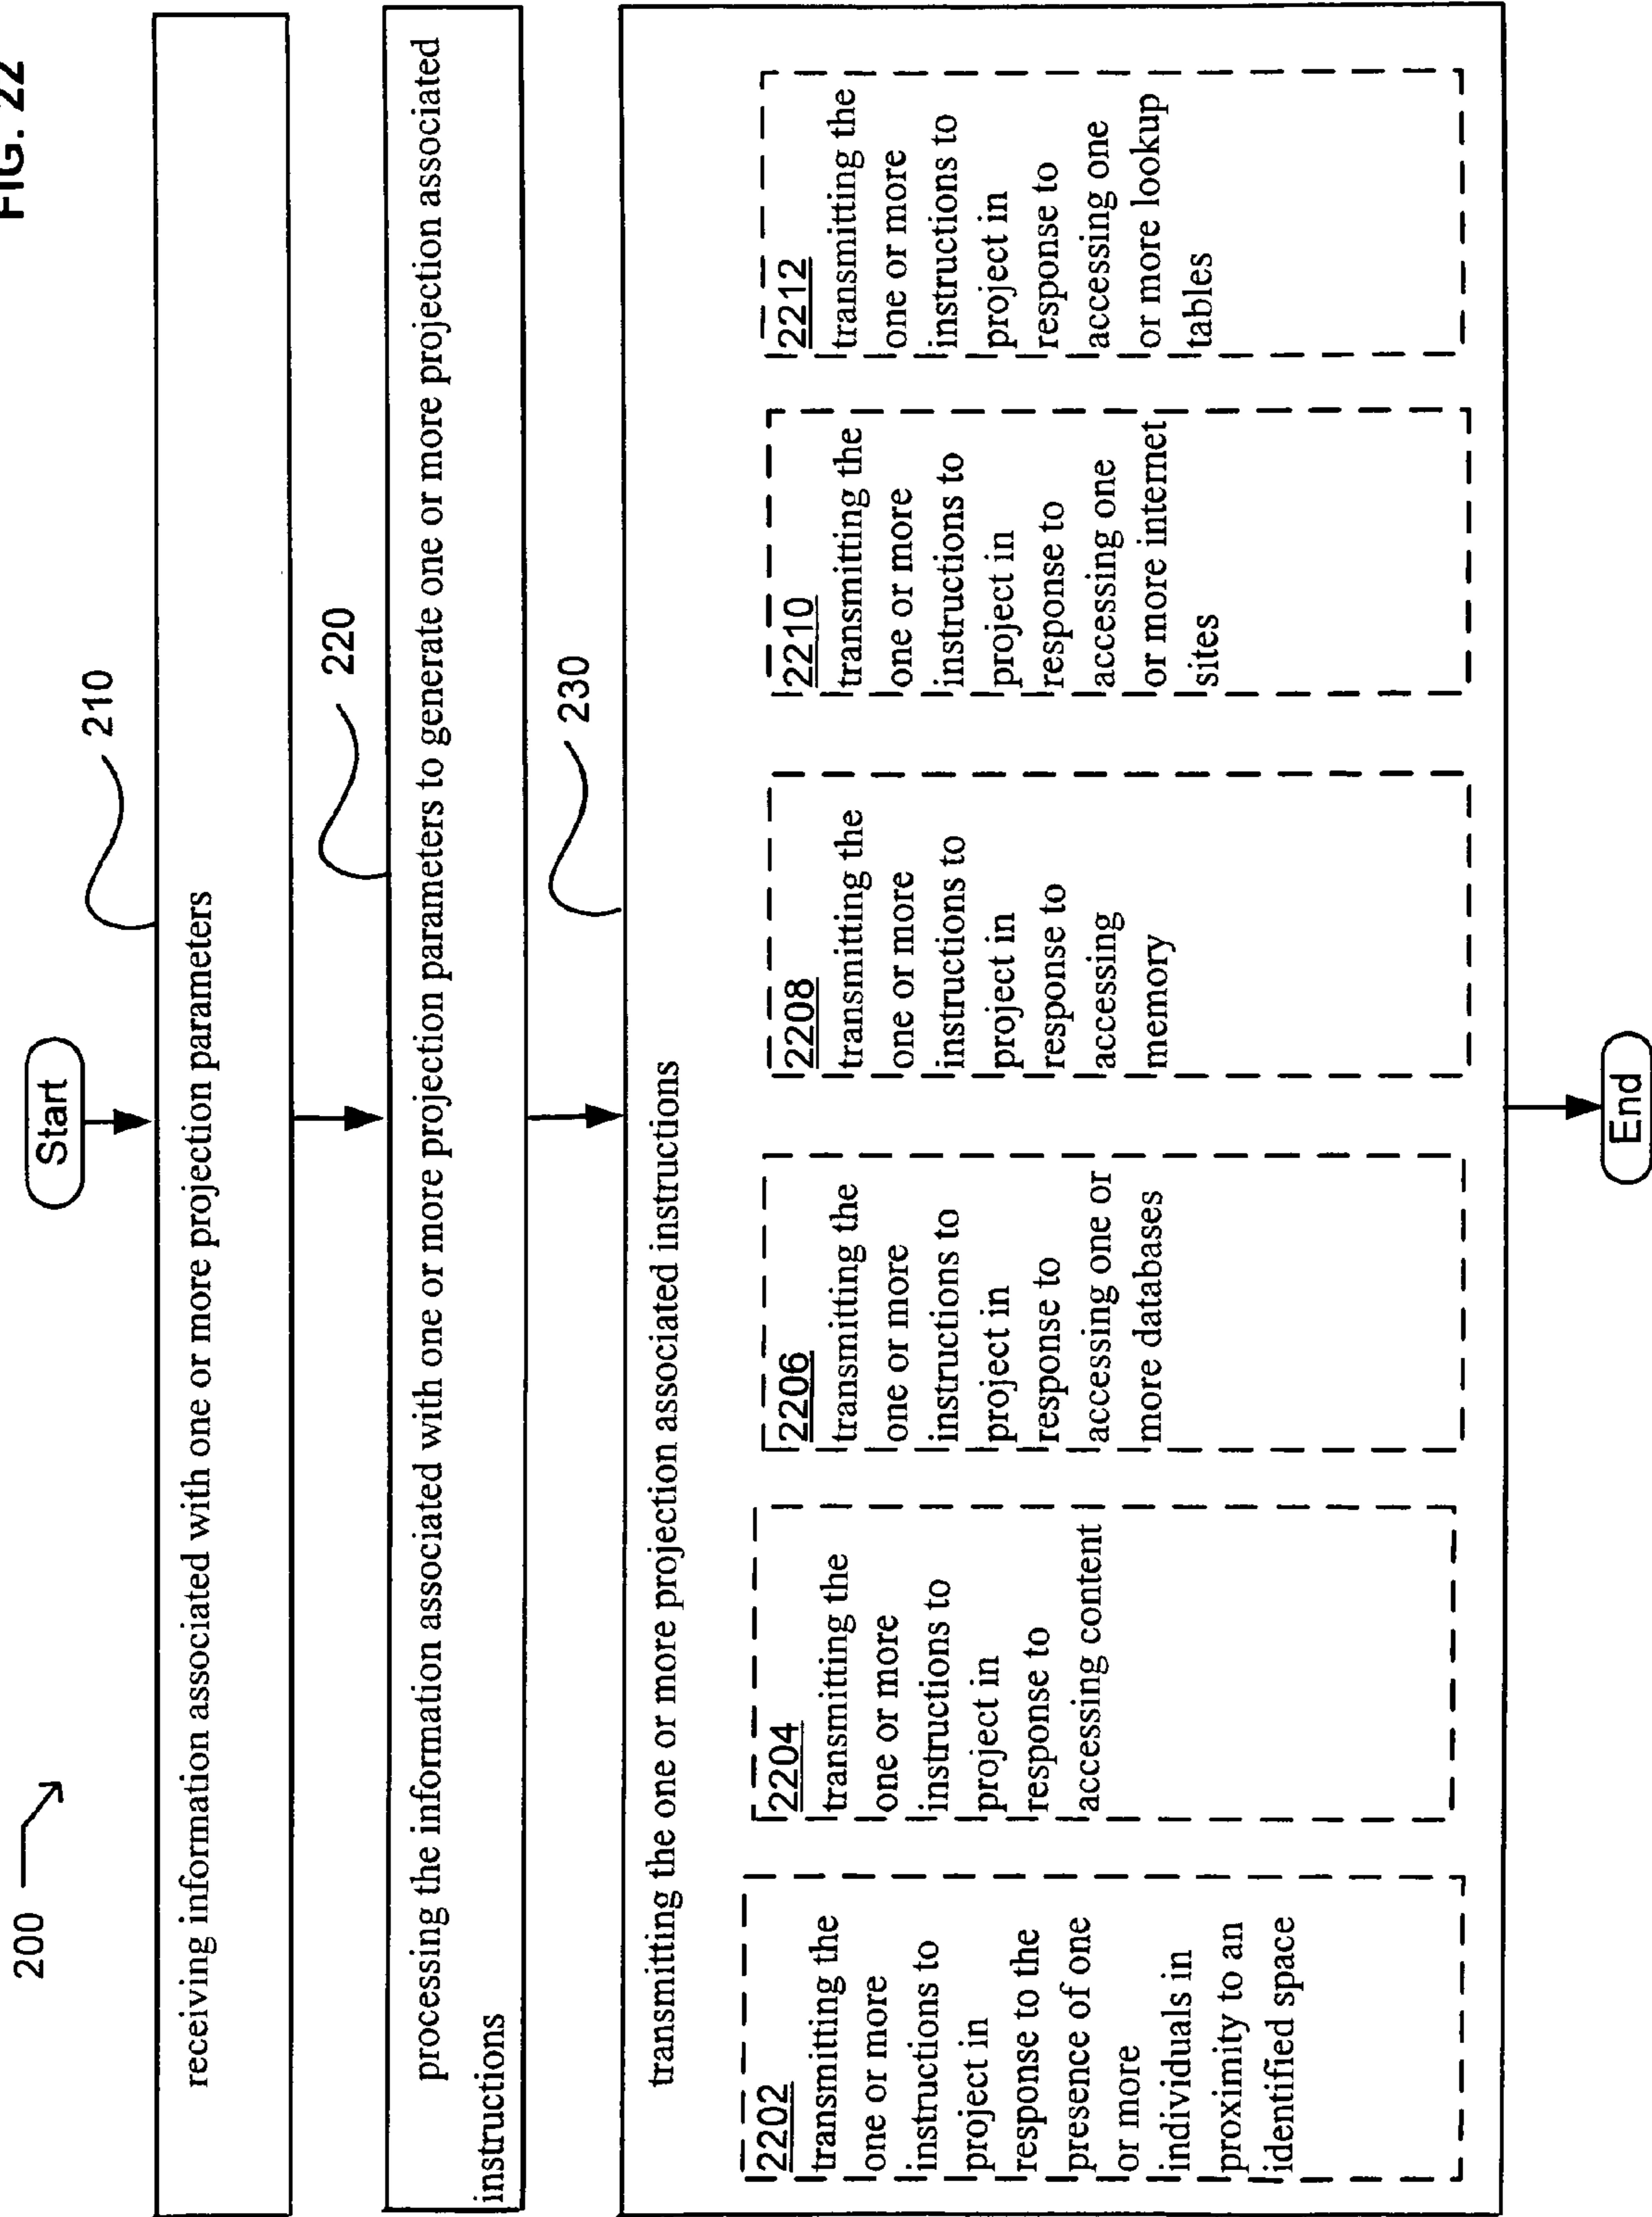 FIG. 22
200
Start
210
receiving information associated with one or more projection parameters
220
processing the information associated with one or more projection parameters to generate one or more projection associated
instructions
230
transmitting the one or more projection associated instructions
2202
transmitting the
one or more
instructions to
project in
response to the
presence of one
or more
individuals in
proximity to an
identified space
2204
transmitting the
one or more
instructions to
project in
response to
accessing content
2206
transmitting the
one or more
instructions to
project in
response to
accessing one or
more databases
2208
transmitting the
one or more
instructions to
project in
response to
accessing
memory
2210
transmitting the
one or more
instructions to
project in
response to
accessing one
or more internet
sites
2212
transmitting the
one or more
instructions to
project in
response to
accessing one
or more lookup
tables
End